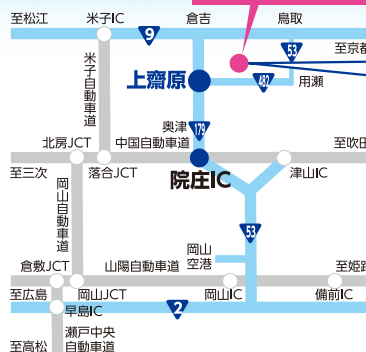 至松江
米子IC
9
倉吉
鳥取
53
至京都
米子自動車道
上齋原
482
用瀬
奥津
179
北房JCT
中国自動車道
至吹田
至三次
落合JCT
院庄IC
津山IC
岡山自動車道
53
岡山
空港
倉敷JCT
山陽自動車道
至姫路
至広島
岡山JCT
岡山IC
備前IC
早島IC
2
瀬戸中央
自動車道
至高松